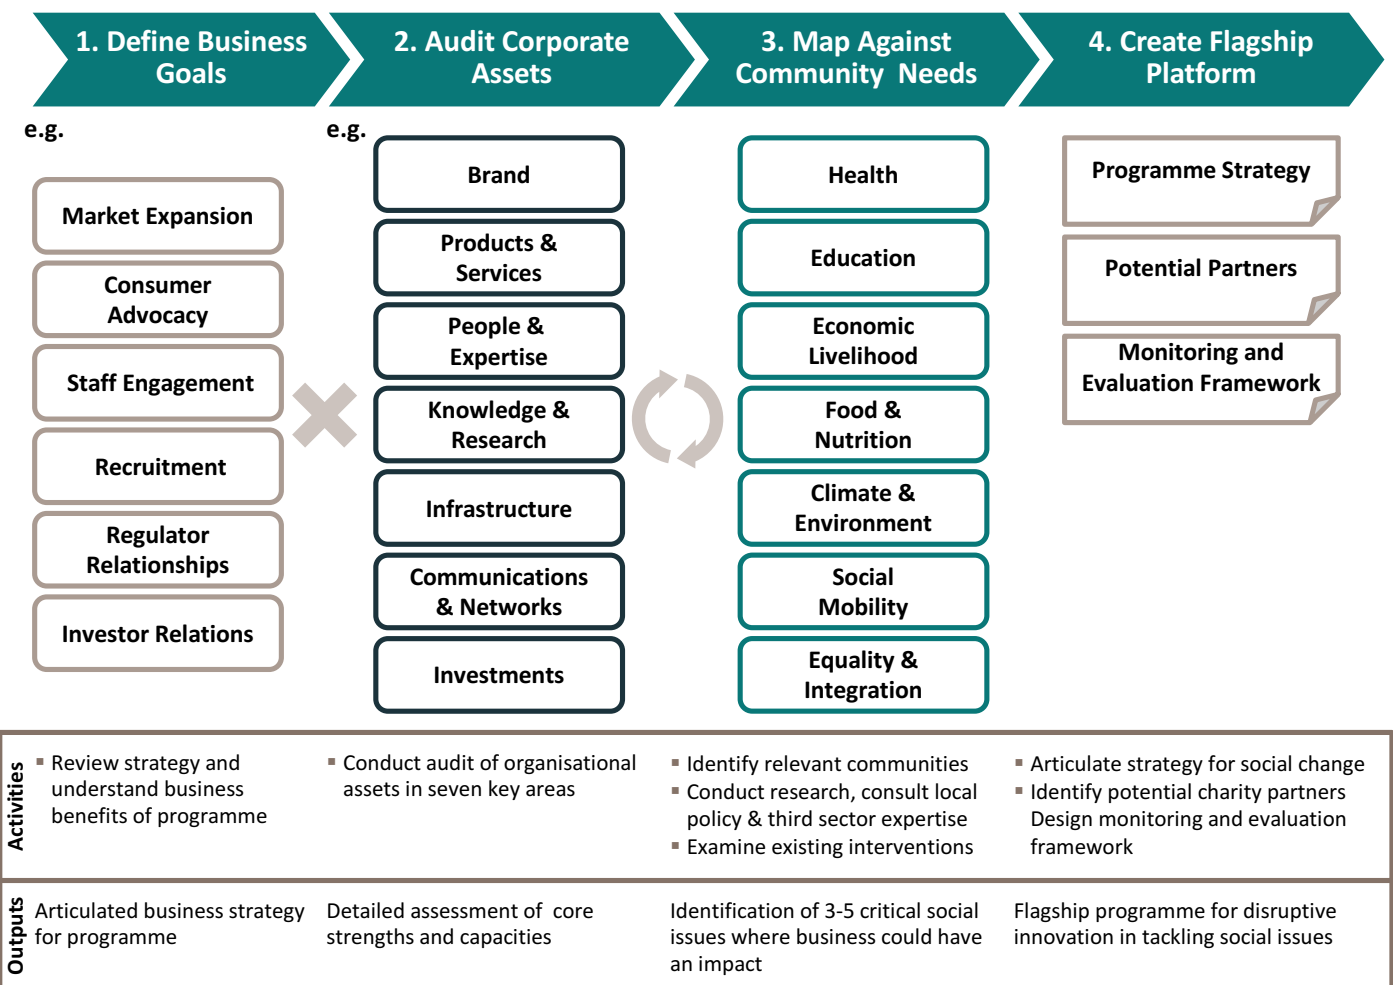 1. Define Business
Goals
2. Audit Corporate
Assets
3. Map Against
Community Needs
4. Create Flagship
Platform
e.g.
Market Expansion
Consumer
Advocacy
Staff Engagement
Recruitment
Regulator
Relationships
Investor Relations
e.g.
Brand
Products &
Services
People &
Expertise
Knowledge &
Research
Infrastructure
Communications
& Networks
Investments
Health
Education
Economic
Livelihood
Food &
Nutrition
Climate &
Environment
Social
Mobility
Equality &
Integration
Programme Strategy
Potential Partners
Monitoring and
Evaluation Framework
Activities
▪ Review strategy and
understand business
benefits of programme
▪ Conduct audit of organisational
assets in seven key areas
▪ Identify relevant communities
▪ Conduct research, consult local
policy & third sector expertise
▪ Examine existing interventions
▪ Articulate strategy for social change
▪ Identify potential charity partners
Design monitoring and evaluation
framework
Outputs
Articulated business strategy
for programme
Detailed assessment of core
strengths and capacities
Identification of 3-5 critical social
issues where business could have
an impact
Flagship programme for disruptive
innovation in tackling social issues